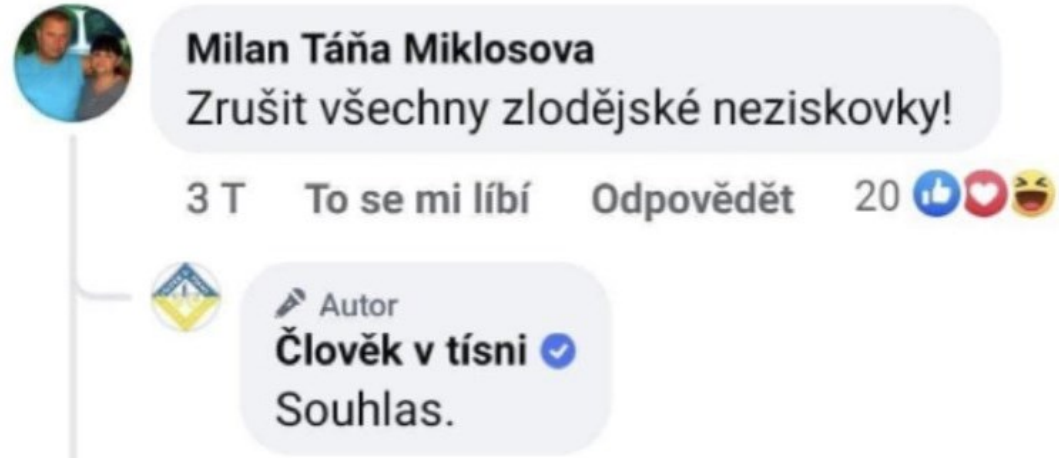 Milan Táňa Miklosova
Zrušit všechny zlodějské neziskovky!
3 T To se mi líbí Odpovědět 20
Autor
Člověk v tísni
Souhlas.